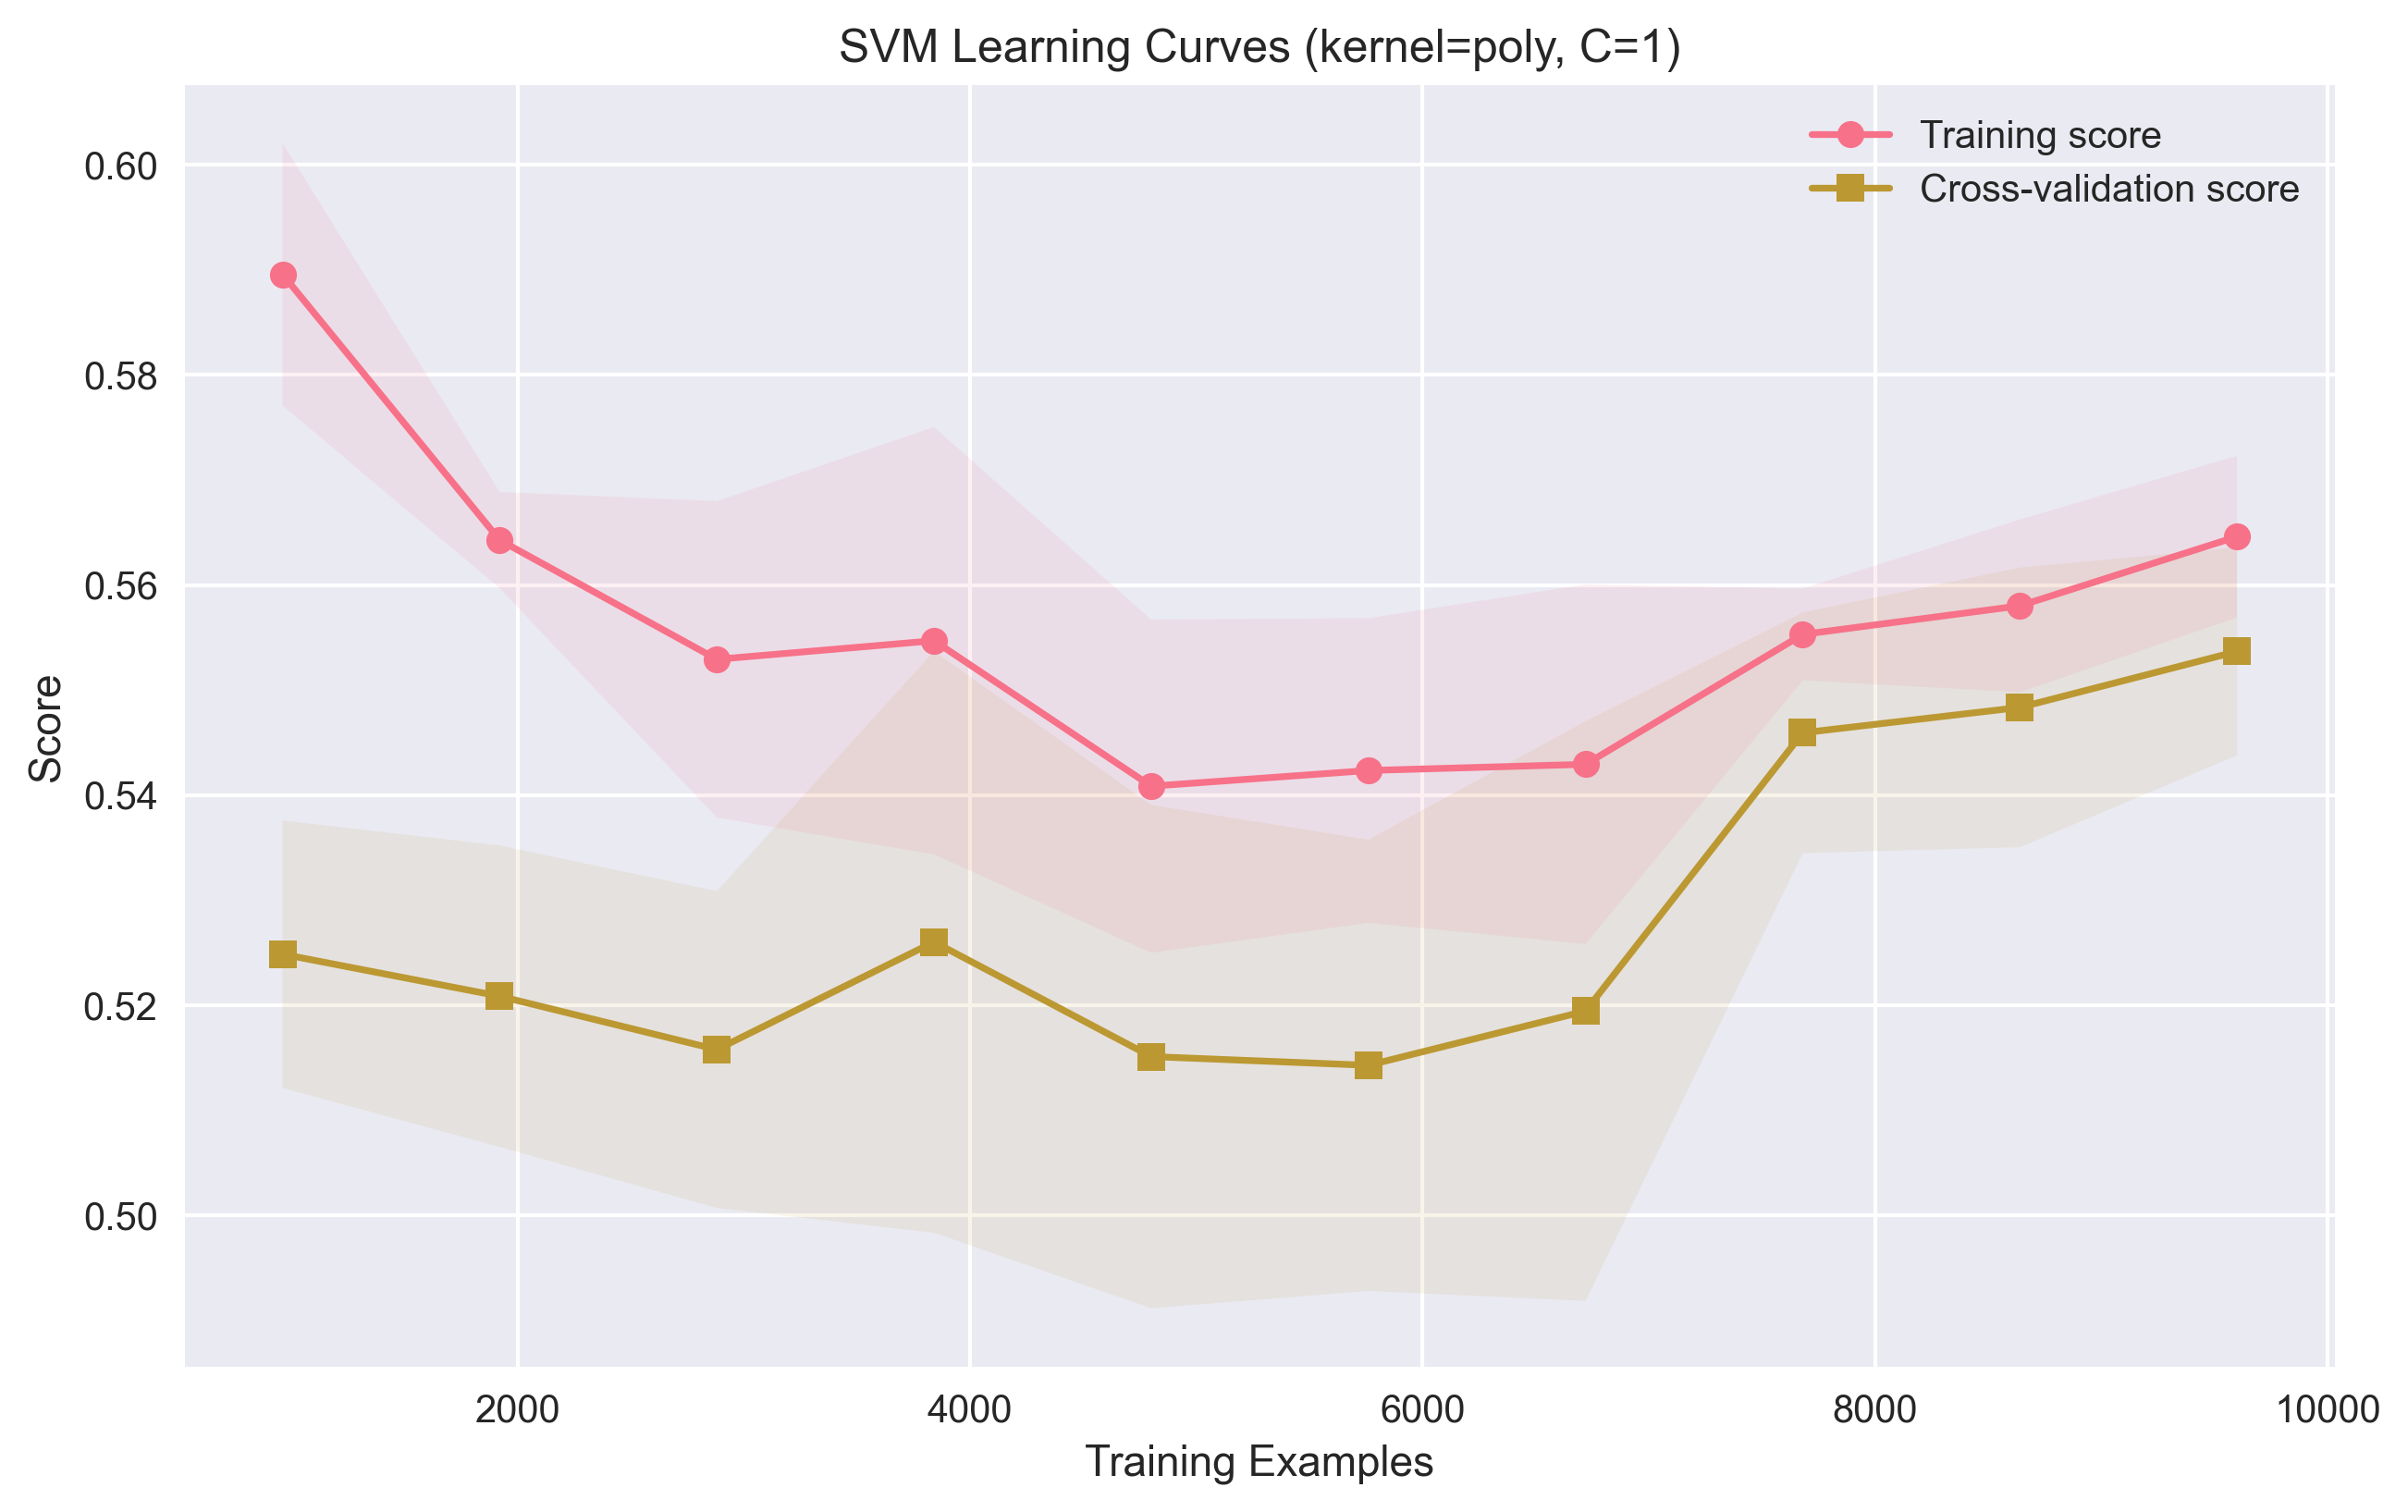 SVM Learning Curves (kernel=poly, C=1)
Training score
Cross-validation score
0.60
0.58
0.56
0.54
0.52
0.50
Score
2000 4000 6000 8000 10000
Training Examples